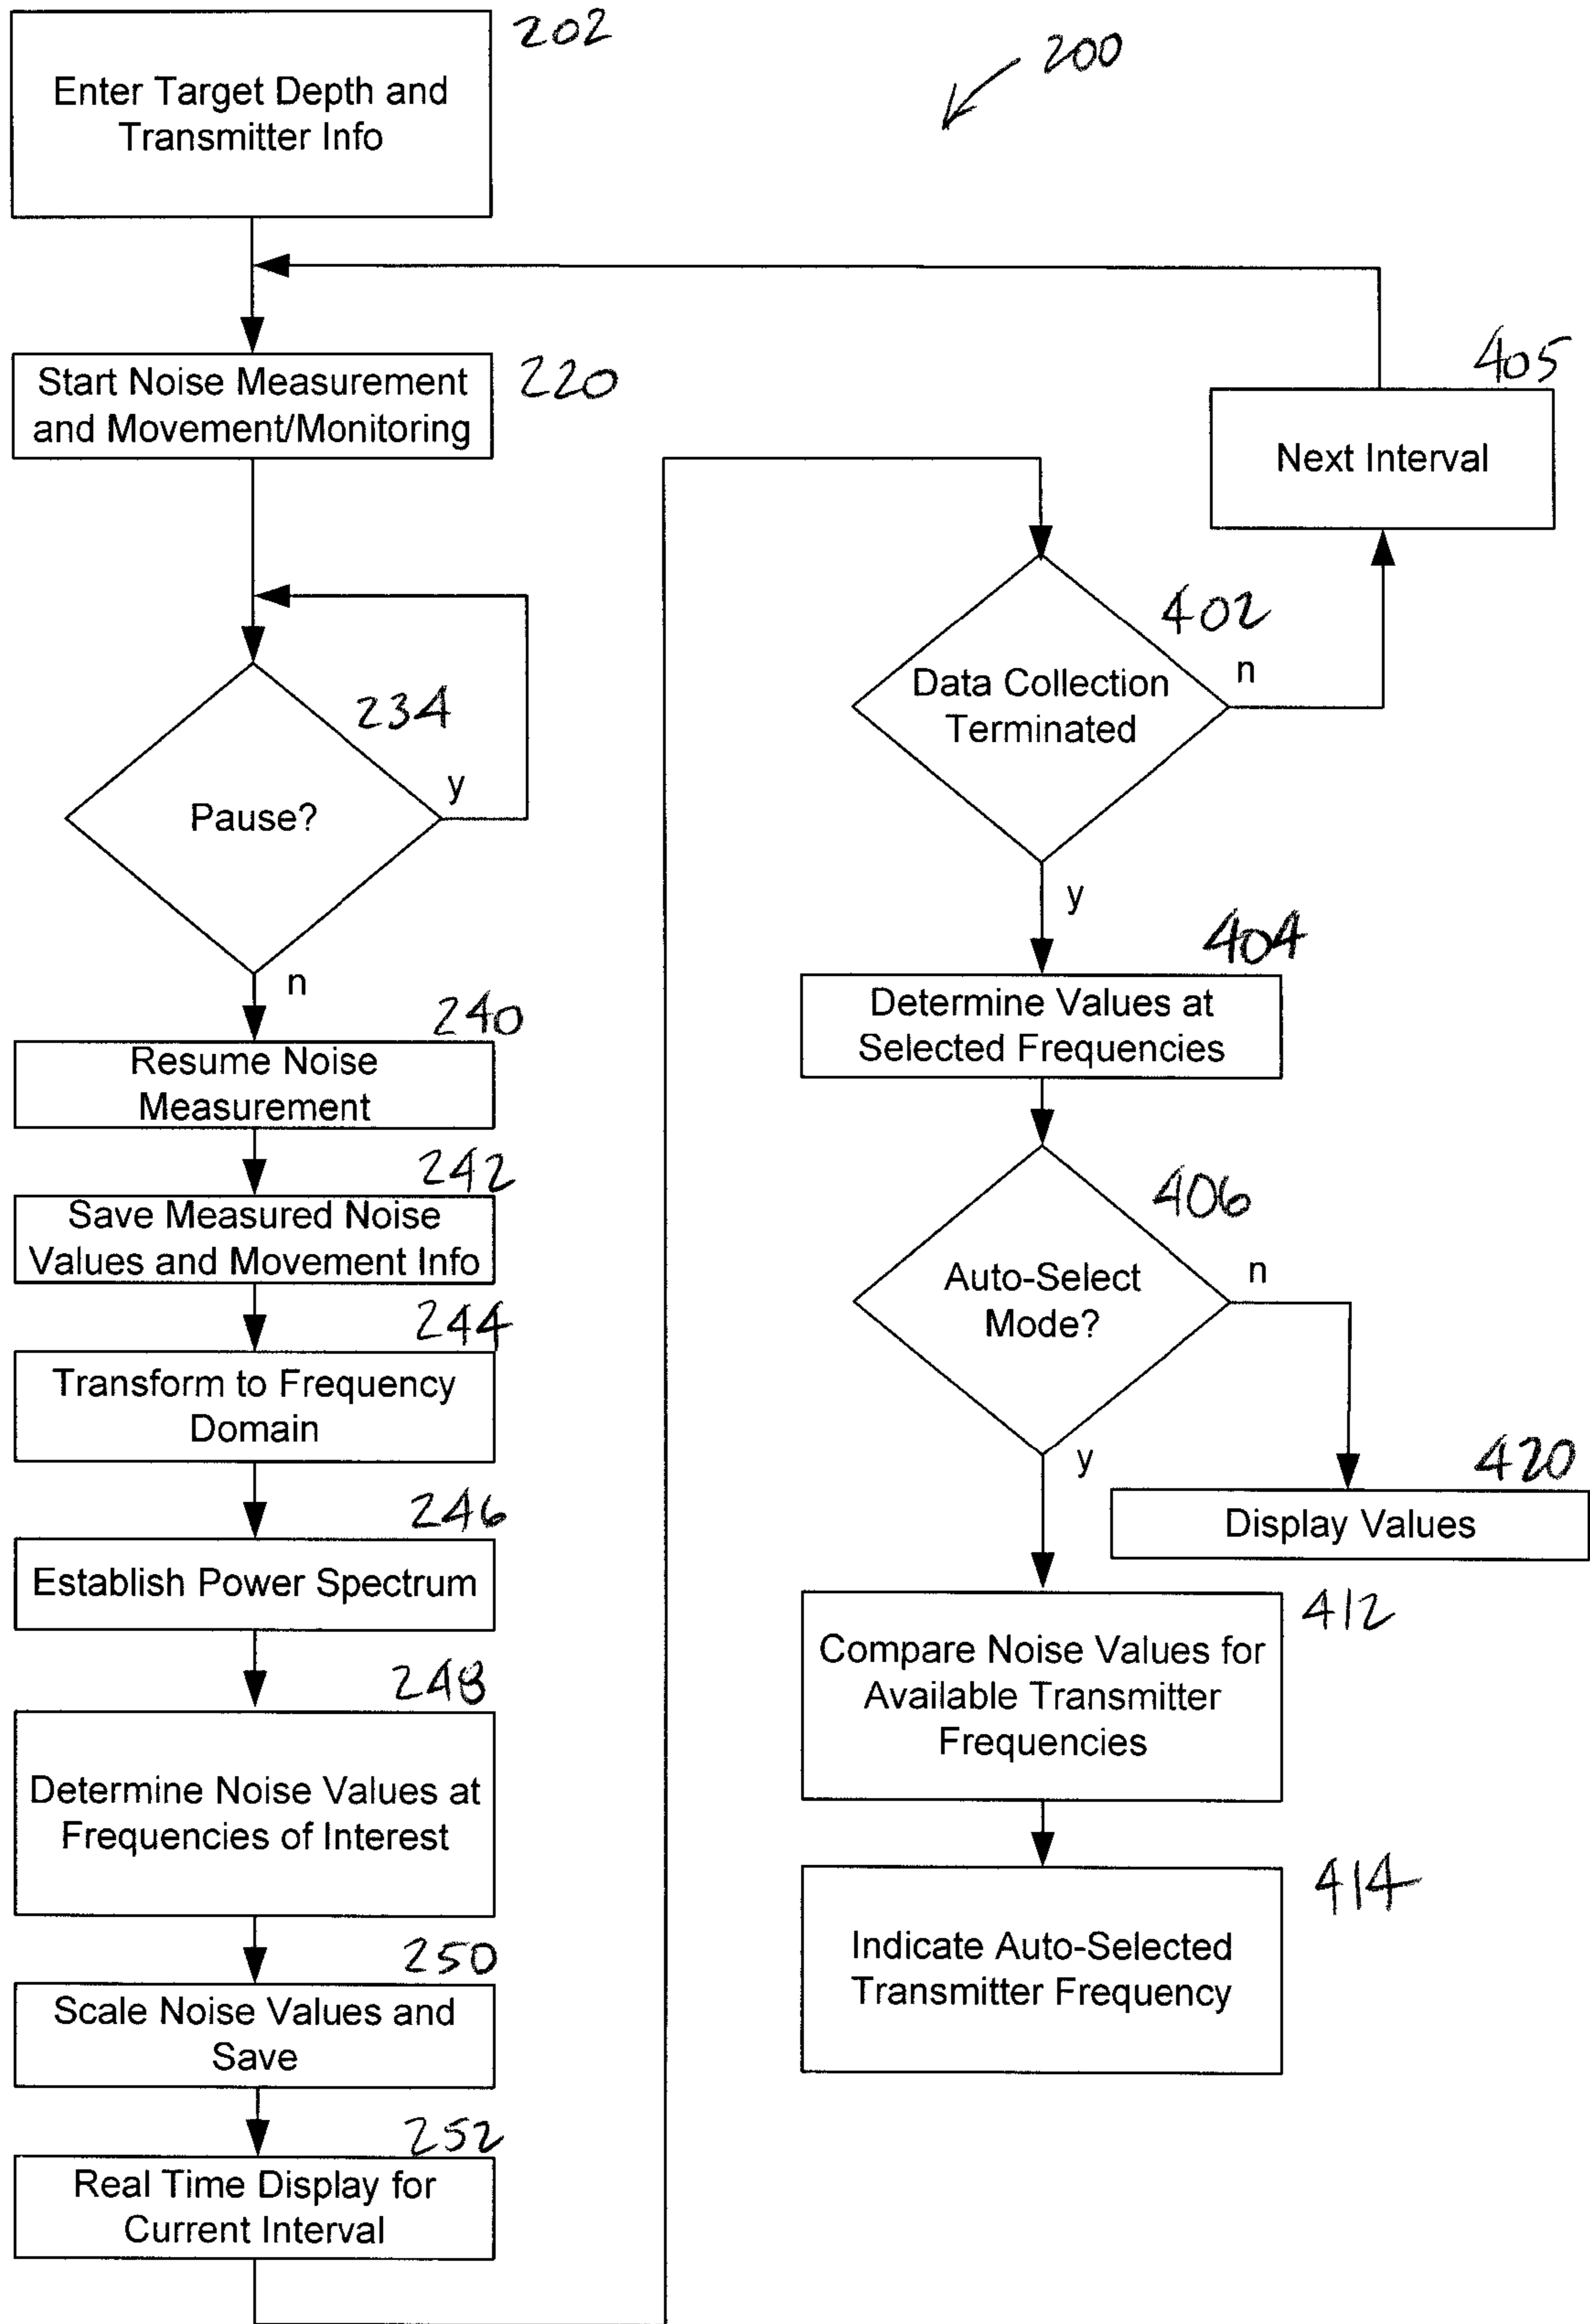 202
Enter Target Depth and
Transmitter Info
200
220
Start Noise Measurement
and Movement/Monitoring
234
Pause?
y
n
240
Resume Noise
Measurement
242
Save Measured Noise
Values and Movement Info
244
Transform to Frequency
Domain
246
Establish Power Spectrum
248
Determine Noise Values at
Frequencies of Interest
250
Scale Noise Values and
Save
252
Real Time Display for
Current Interval
405
Next Interval
402
Data Collection
Terminated
n
y
404
Determine Values at
Selected Frequencies
406
Auto-Select
Mode?
n
y
420
Display Values
412
Compare Noise Values for
Available Transmitter
Frequencies
414
Indicate Auto-Selected
Transmitter Frequency